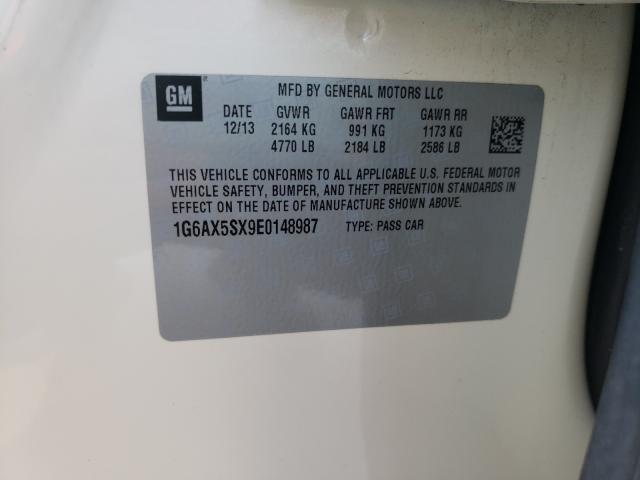 GM
MFD BY GENERAL MOTORS LLC
DATE GVWR GAWR FRT GAWR RR
12/13 2164 KG 991 KG 1173 KG
4770 LB 2184 LB 2586 LB
THIS VEHICLE CONFORMS TO ALL APPLICABLE U.S. FEDERAL MOTOR
VEHICLE SAFETY, BUMPER, AND THEFT PREVENTION STANDARDS IN
EFFECT ON THE DATE OF MANUFACTURE SHOWN ABOVE.
1G6AX5SX9E0148987 TYPE: PASS CAR